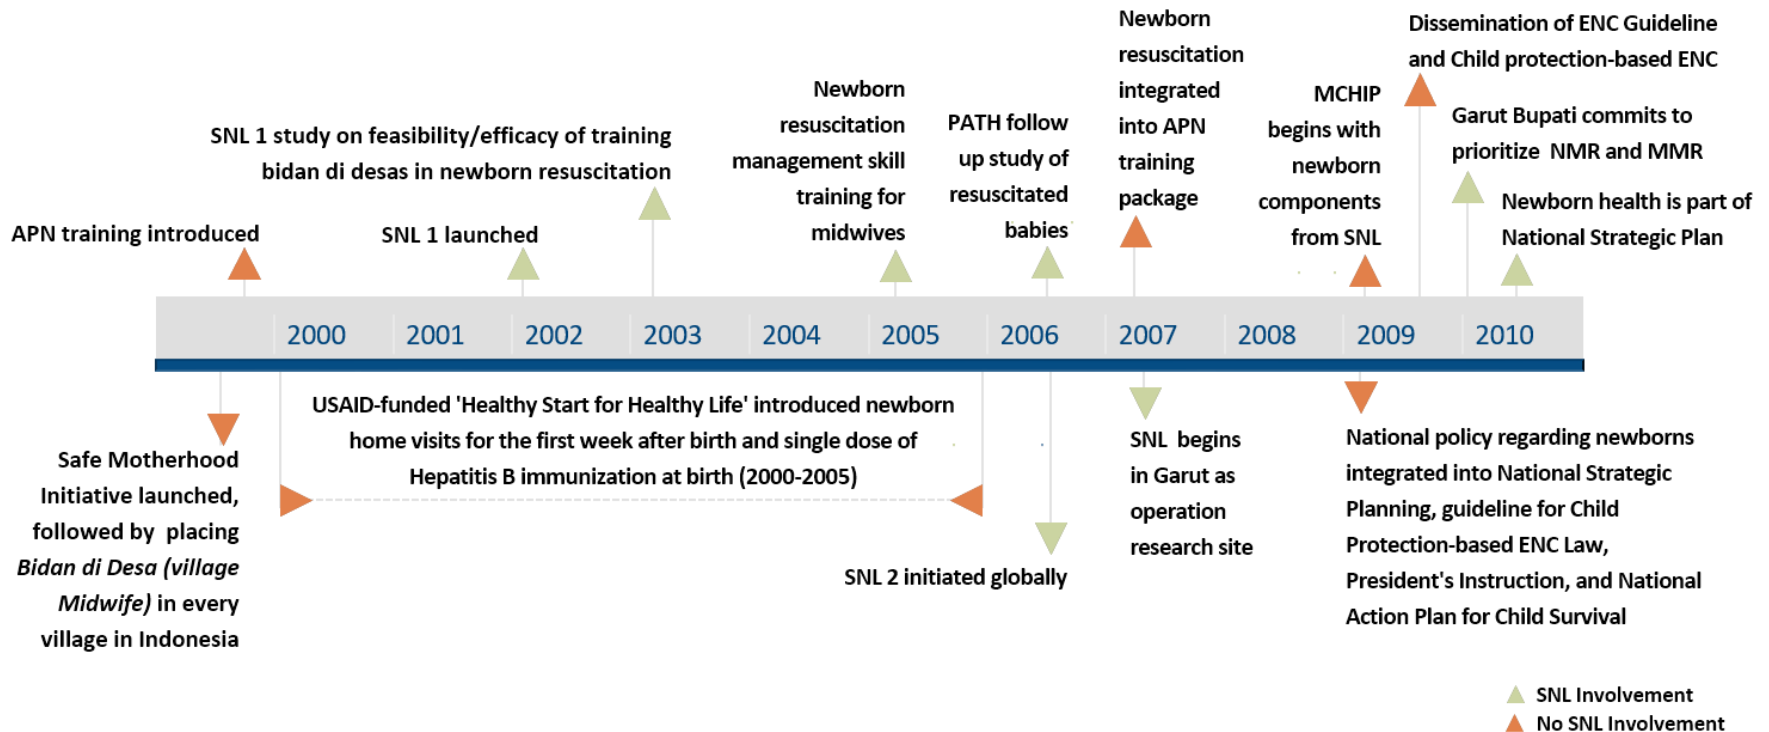 APN training introduced
SNL 1 study on feasibility/efficacy of training
bidan di desas in newborn resuscitation
SNL 1 launched
Newborn
resuscitation
management skill
training for
midwives
PATH follow
up study of
resuscitated
babies
Newborn
resuscitation
integrated
into APN
training
package
MCHIP
begins with
newborn
components
from SNL
Dissemination of ENC Guideline
and Child protection-based ENC
Garut Bupati commits to
prioritize NMR and MMR
Newborn health is part of
National Strategic Plan
2000 2001 2002 2003 2004 2005 2006 2007 2008 2009 2010
Safe Motherhood
Initiative launched,
followed by placing
Bidan di Desa (village
Midwife) in every
village in Indonesia
USAID-funded 'Healthy Start for Healthy Life' introduced newborn
home visits for the first week after birth and single dose of
Hepatitis B immunization at birth (2000-2005)
SNL 2 initiated globally
SNL begins
in Garut as
operation
research site
National policy regarding newborns
integrated into National Strategic
Planning, guideline for Child
Protection-based ENC Law,
President's Instruction, and National
Action Plan for Child Survival
SNL Involvement
No SNL Involvement